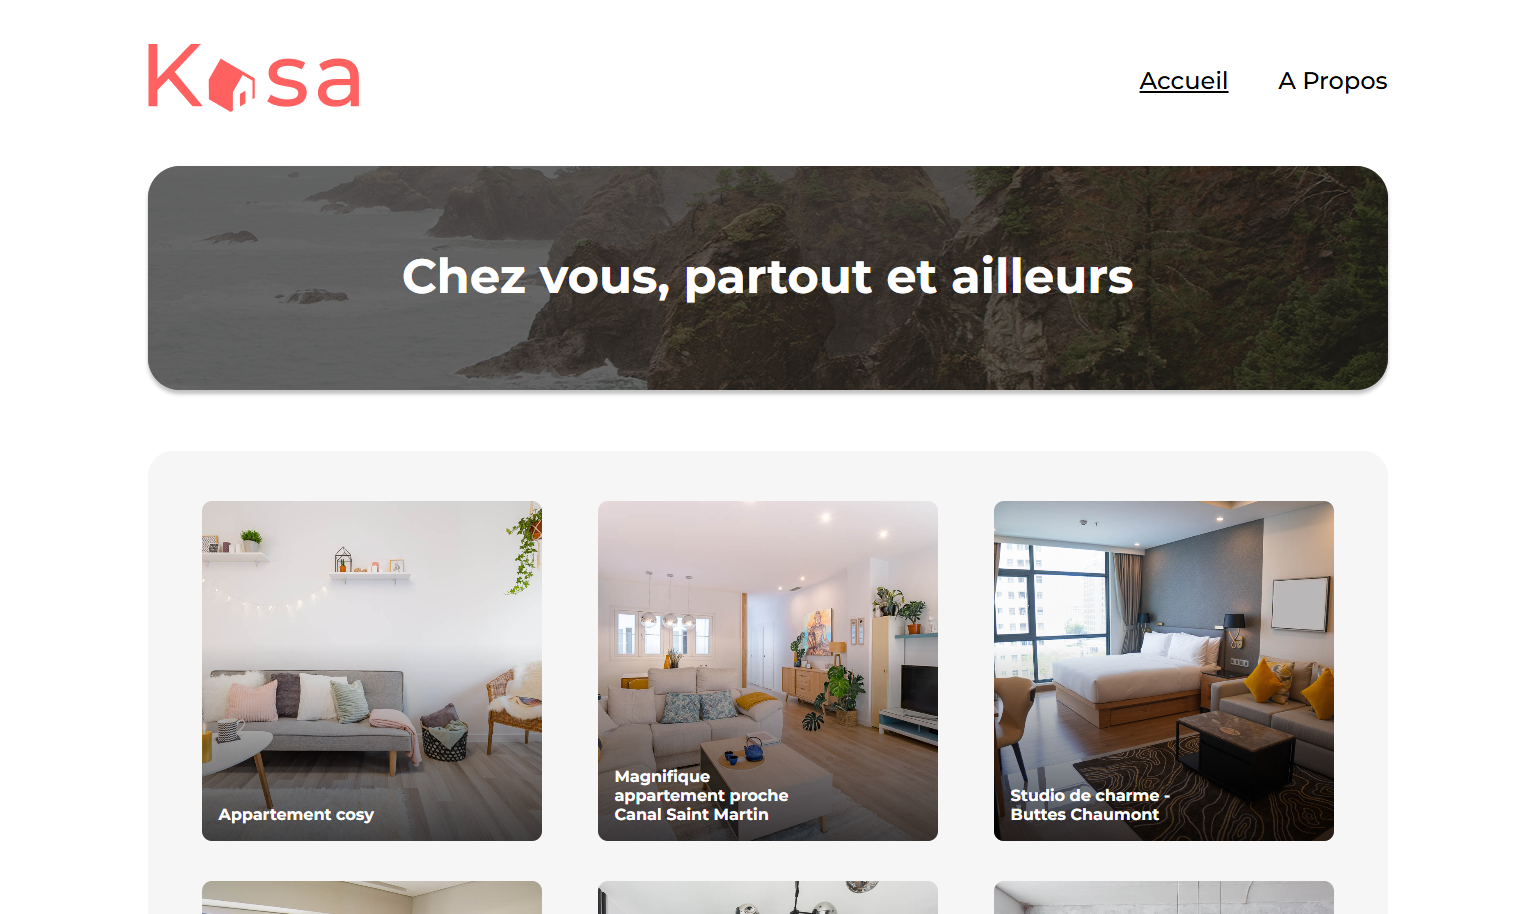 Kasa
Accueil
A Propos
Chez vous, partout et ailleurs
Appartement cosy
Magnifique
appartement proche
Canal Saint Martin
Studio de charme -
Buttes Chaumont